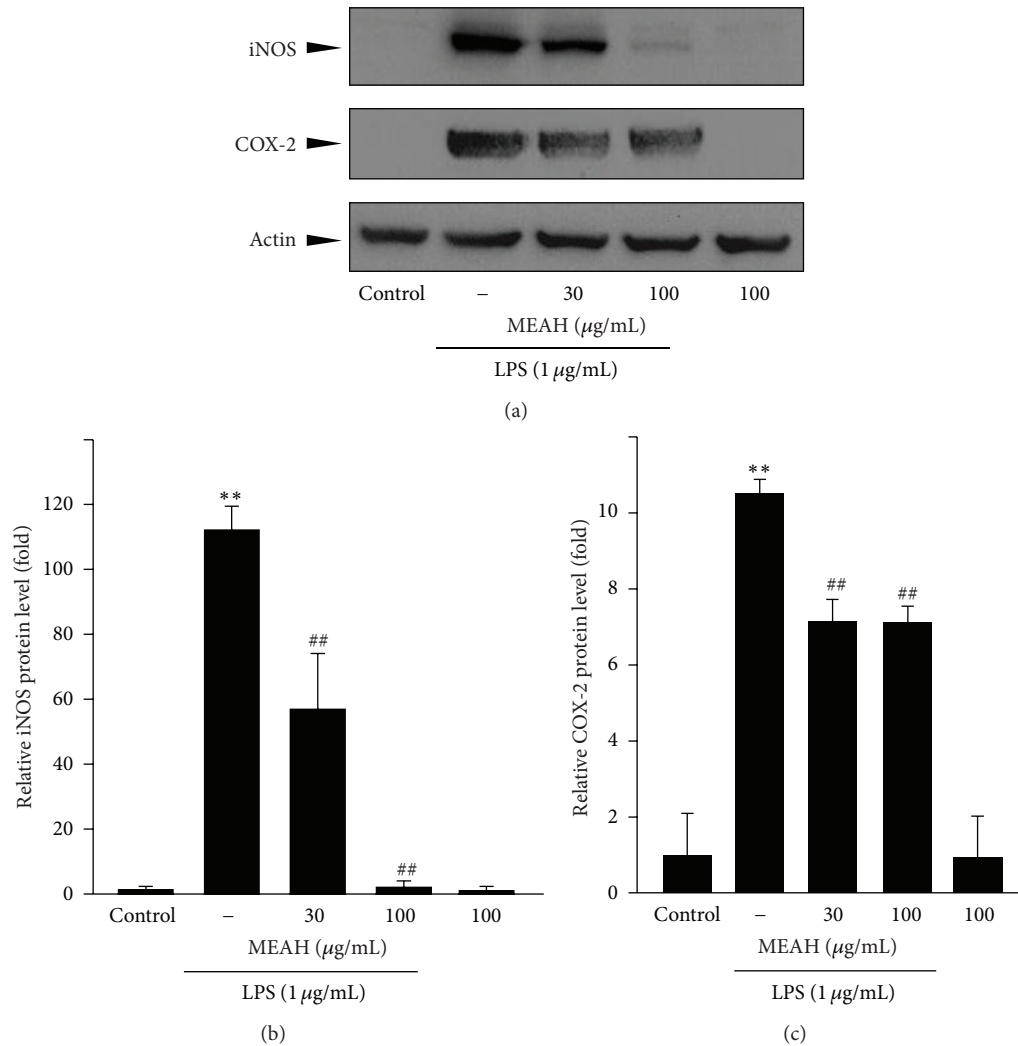 iNOS
COX-2
Actin
Control – 30 100 100
MEAH (μg/mL)
LPS (1 μg/mL)
(a)
Relative iNOS protein level (fold)
120
100
80
60
40
20
0
**
##
##
Control – 30 100 100
MEAH (μg/mL)
LPS (1 μg/mL)
(b)
Relative COX-2 protein level (fold)
10
8
6
4
2
0
**
##
##
Control – 30 100 100
MEAH (μg/mL)
LPS (1 μg/mL)
(c)